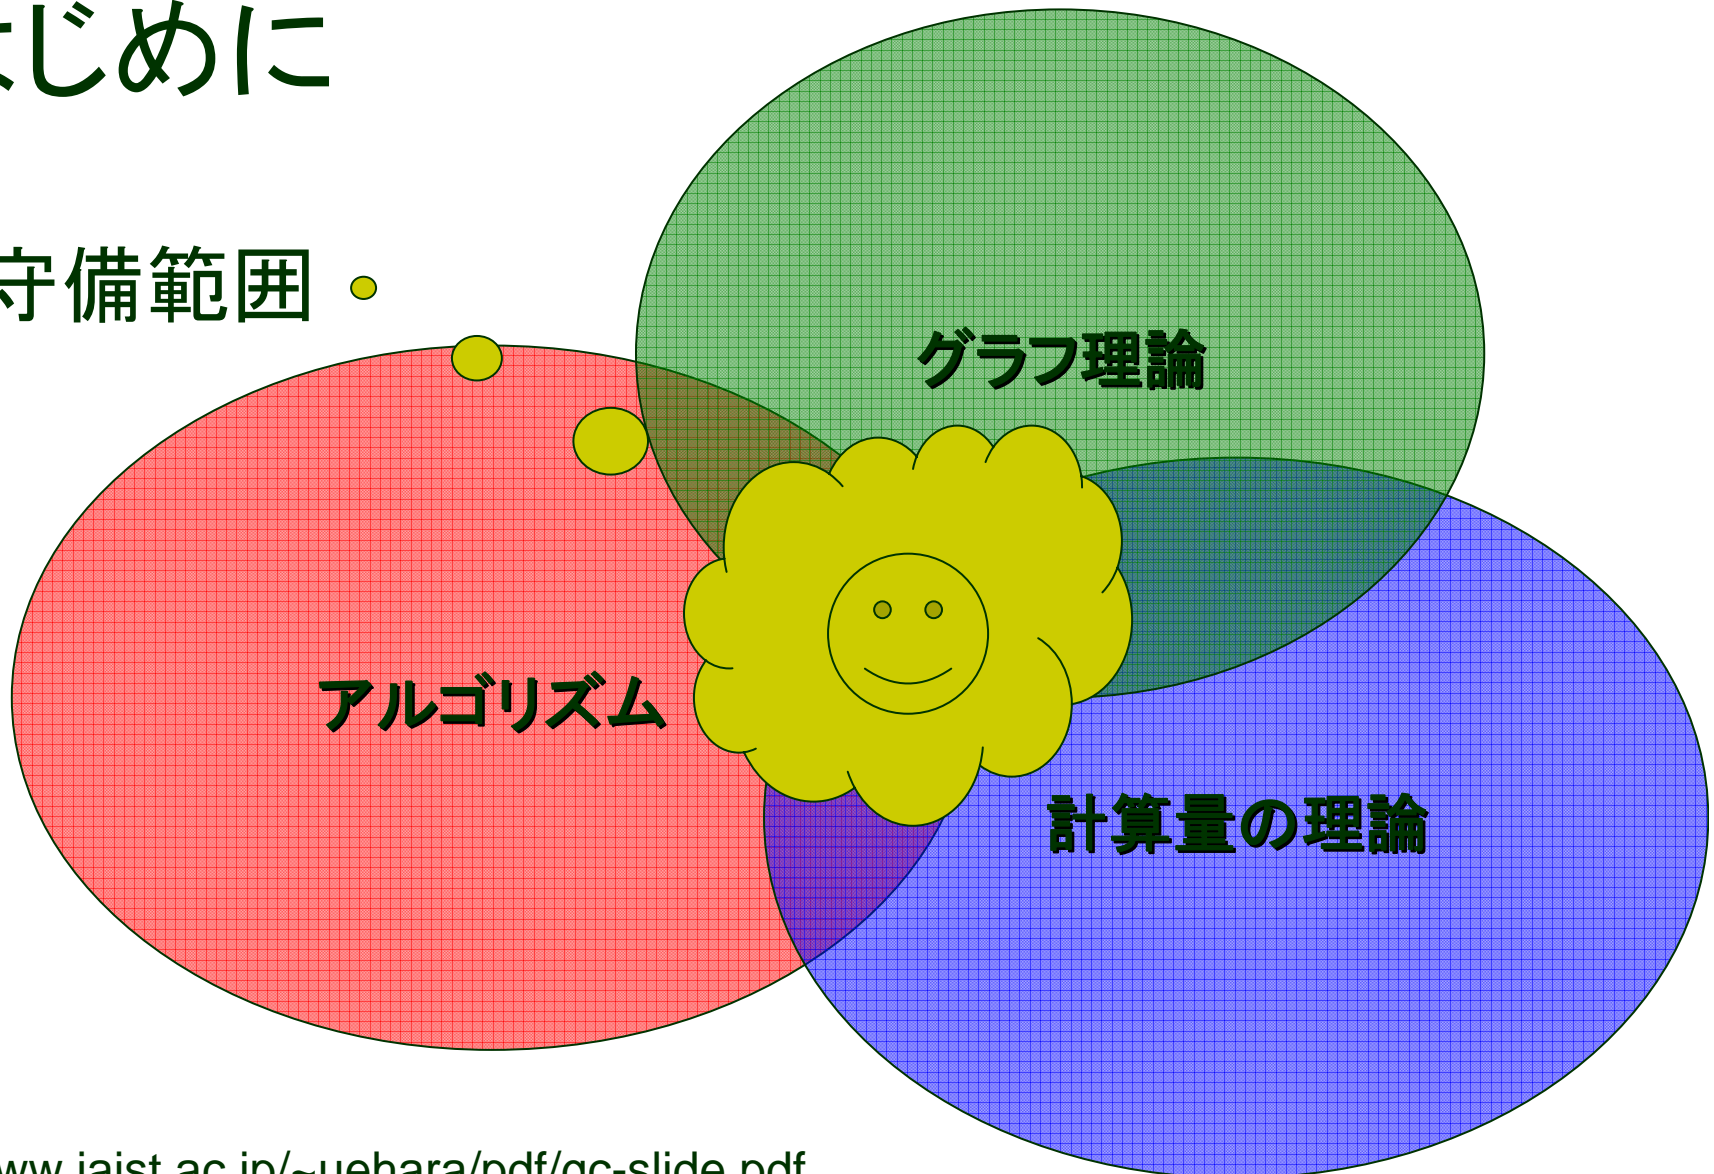 はじめに
守備範囲
グラフ理論
アルゴリズム
計算量の理論
ww.jaist.ac.jp/~uehara/pdf/gc-slide.pdf